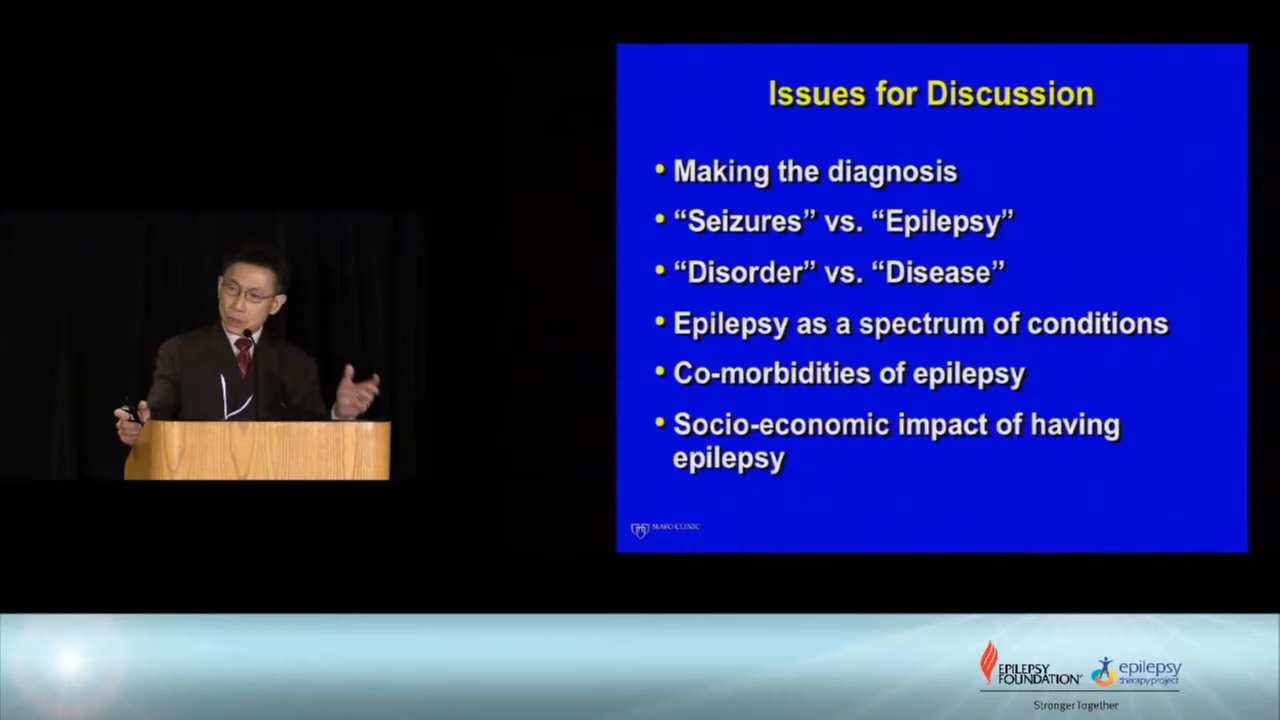 Issues for Discussion
• Making the diagnosis
• “Seizures” vs. “Epilepsy”
• “Disorder” vs. “Disease”
• Epilepsy as a spectrum of conditions
• Co-morbidities of epilepsy
• Socio-economic impact of having
epilepsy
MAYO CLINIC
EPILEPSY
FOUNDATION
epilepsy
therapy project
Stronger Together